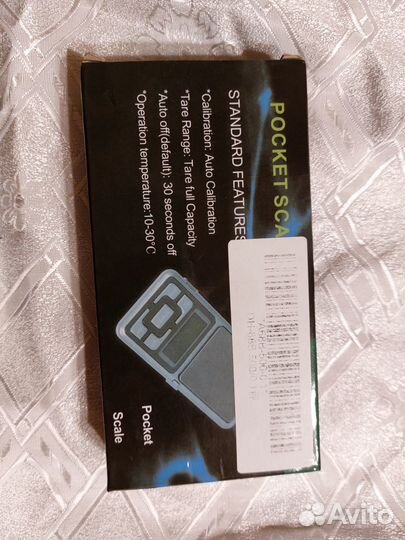 POCKET SCA
STANDARD FEATURES
*Calibration: Auto Calibration
*Tare Range: Tare full Capacity
*Auto off(default): 30 seconds off
*Operation temperature:10-30°C
Pocket
Scale
Avito